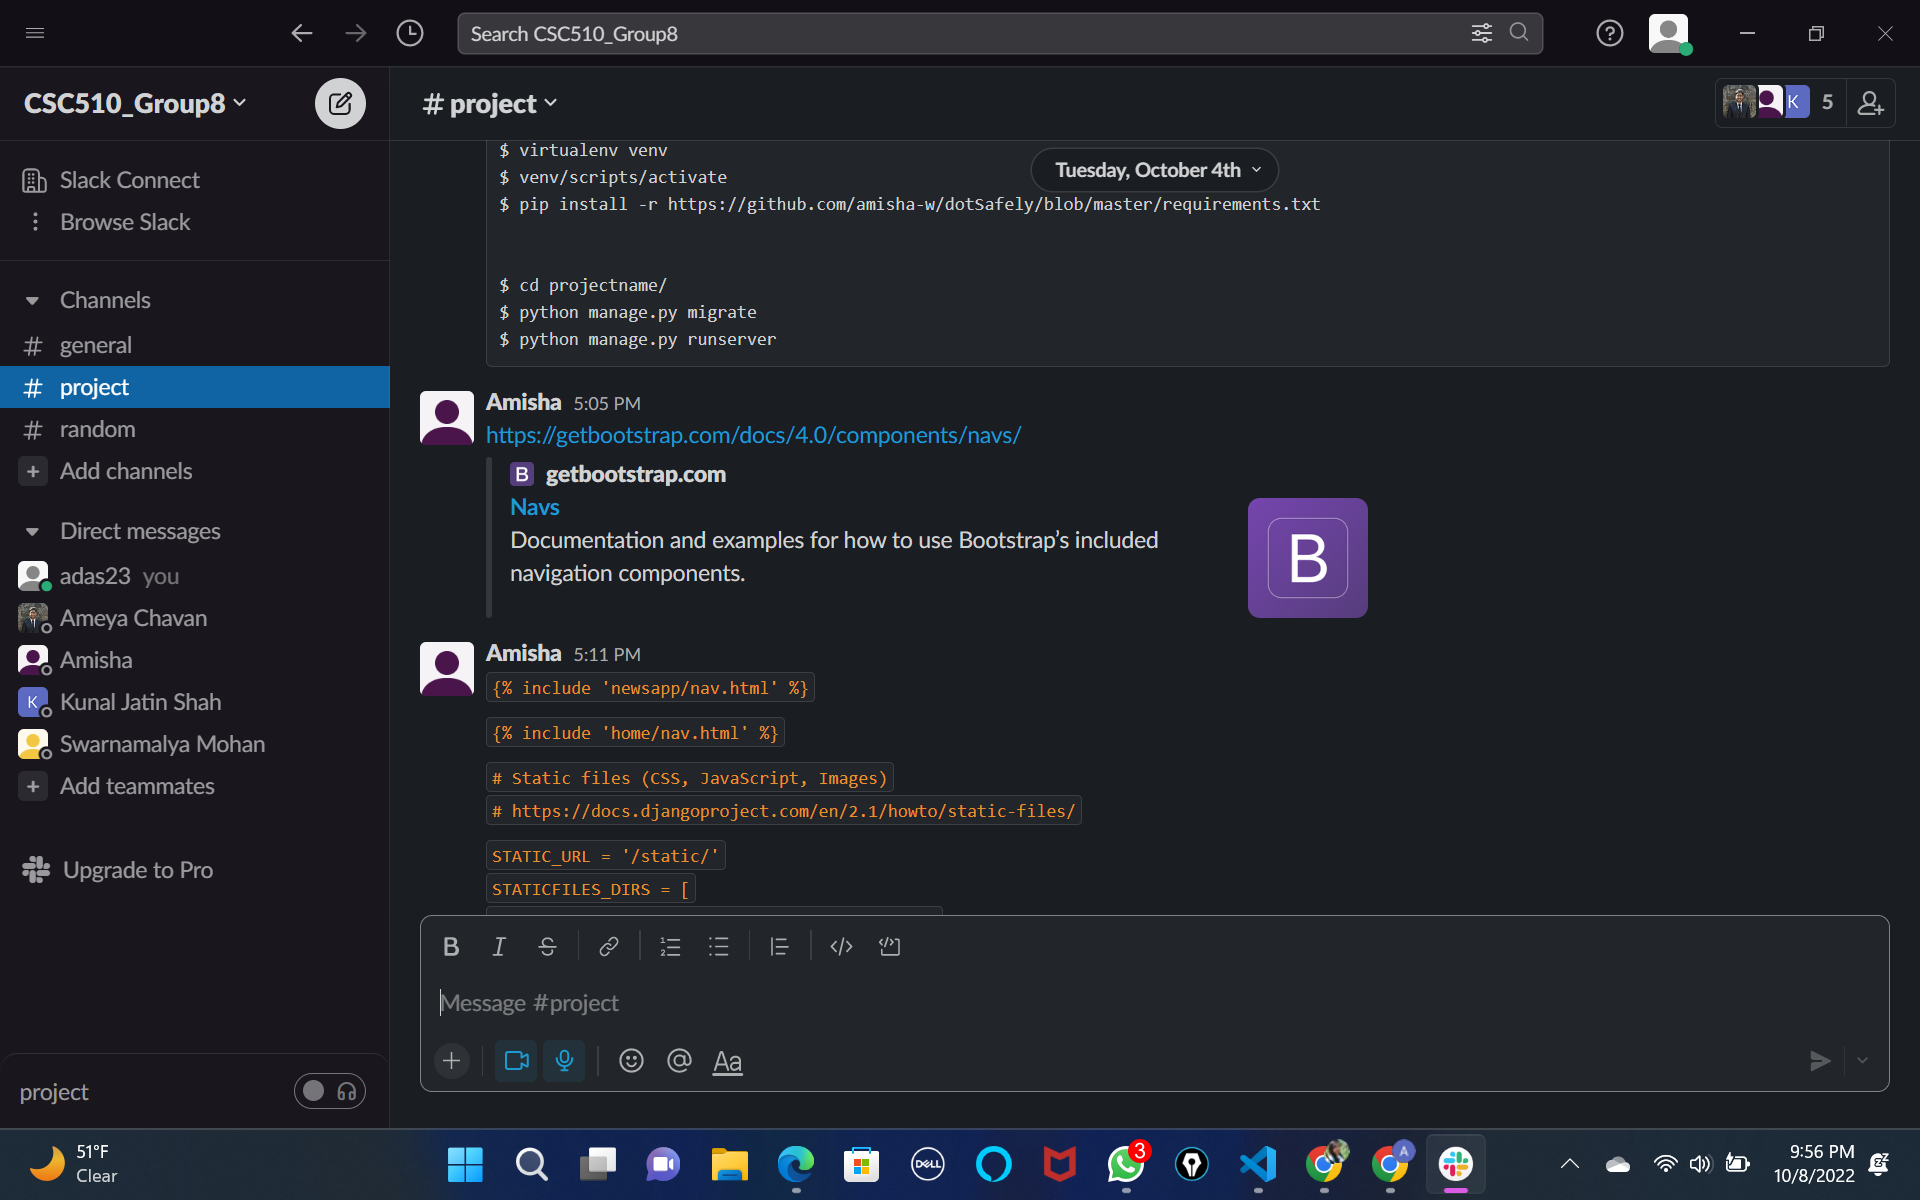 Search CSC510_Group8
CSC510_Group8
# project
5
K
Slack Connect
Browse Slack
Channels
# general
# project
# random
+ Add channels
Direct messages
adas23 you
Ameya Chavan
Amisha
K Kunal Jatin Shah
Swarnamalya Mohan
+ Add teammates
Upgrade to Pro
project
$ virtualenv venv
Tuesday, October 4th
$ venv/scripts/activate
$ pip install -r https://github.com/amisha-w/dotSafely/blob/master/requirements.txt
$ cd projectname/
$ python manage.py migrate
$ python manage.py runserver
Amisha 5:05 PM
https://getbootstrap.com/docs/4.0/components/navs/
B getbootstrap.com
Navs
Documentation and examples for how to use Bootstrap’s included
navigation components.
B
Amisha 5:11 PM
{% include 'newsapp/nav.html' %}
{% include 'home/nav.html' %}
# Static files (CSS, JavaScript, Images)
# https://docs.djangoproject.com/en/2.1/howto/static-files/
STATIC_URL = '/static/'
STATICFILES_DIRS = [
B I S
Message #project
+ @ Aa
51°F
Clear
DELL
3
A
9:56 PM
10/8/2022